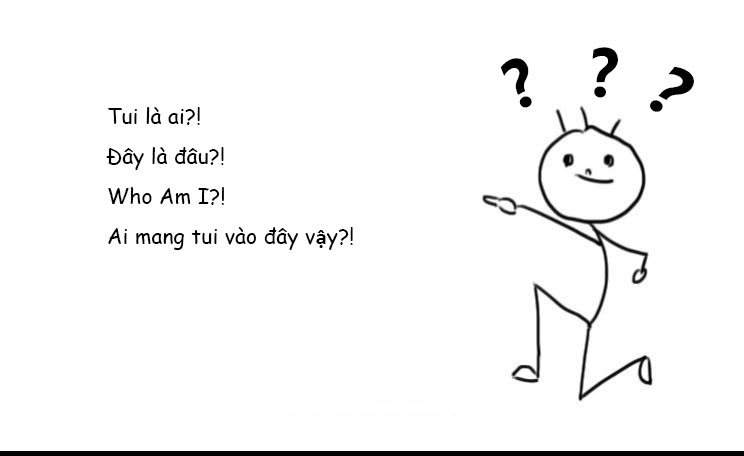 Tui là ai?!
Đây là đâu?!
Who Am I?!
Ai mang tui vào đây vậy?!
? ? ?